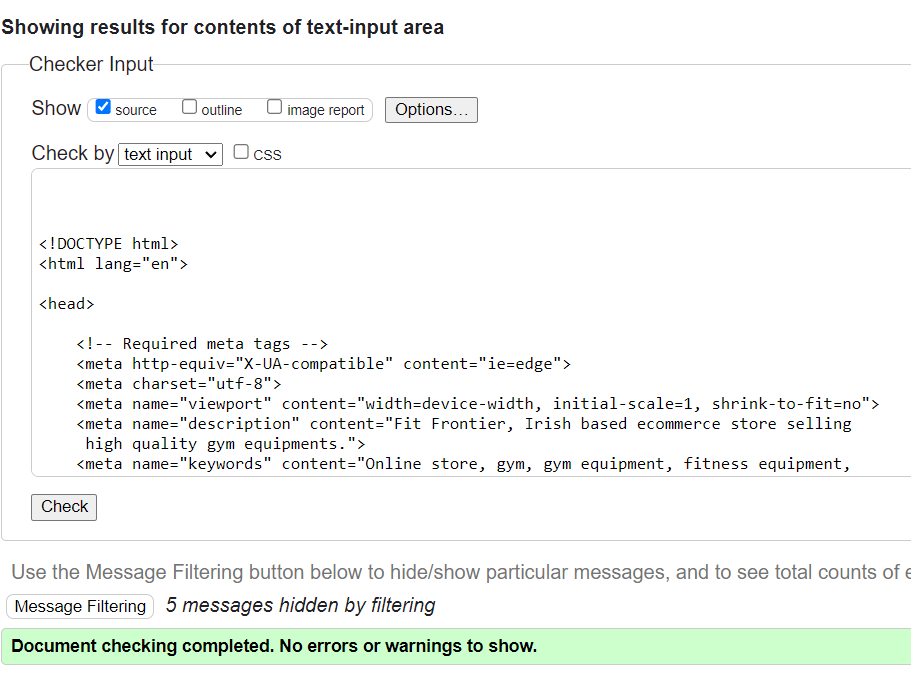 Showing results for contents of text-input area
Checker Input
Show source outline image report Options...
Check by text input CSS
<!DOCTYPE html>
<html lang="en">
<head>
<!-- Required meta tags -->
<meta http-equiv="X-UA-compatible" content="ie=edge">
<meta charset="utf-8">
<meta name="viewport" content="width=device-width, initial-scale=1, shrink-to-fit=no">
<meta name="description" content="Fit Frontier, Irish based ecommerce store selling
high quality gym equipments.">
<meta name="keywords" content="Online store, gym, gym equipment, fitness equipment,
Check
Use the Message Filtering button below to hide/show particular messages, and to see total counts of
Message Filtering 5 messages hidden by filtering
Document checking completed. No errors or warnings to show.